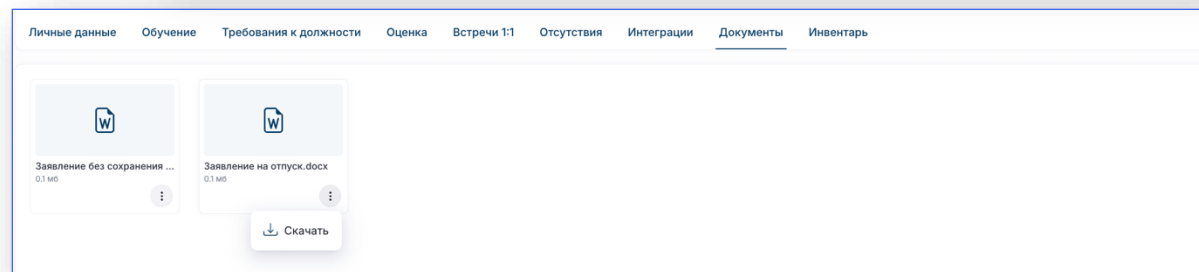 Личные данные Обучение Требования к должности Оценка Встречи 1:1 Отсутствия Интеграции Документы Инвентарь
W W
Заявление без сохранения ... Заявление на отпуск.docx
0.1 мб 0.1 мб
Скачать